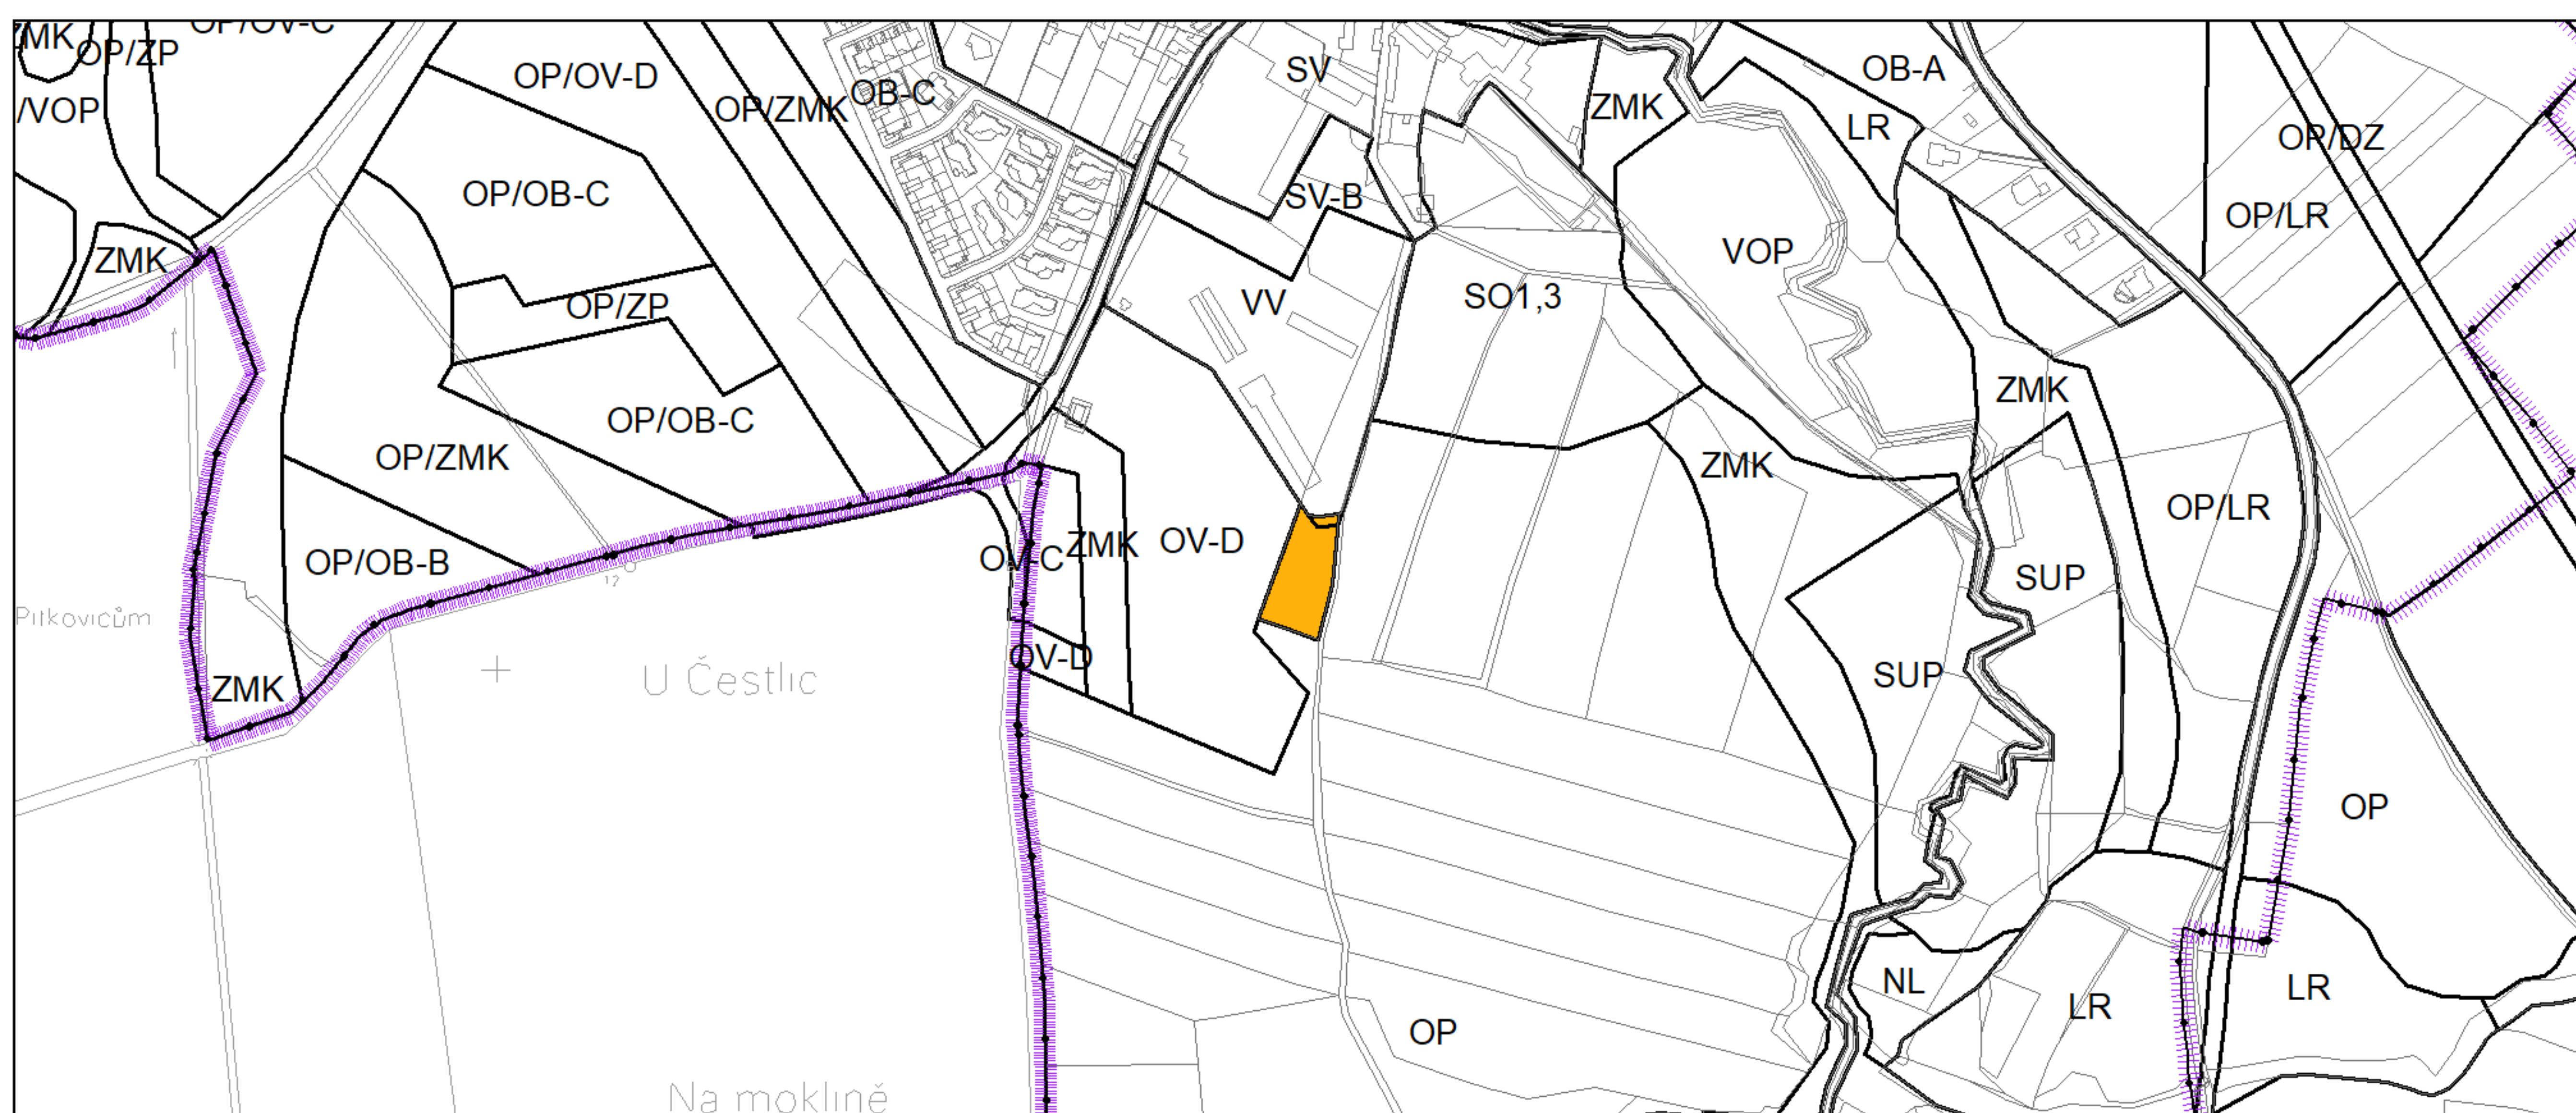 OP/OV-C
MK
OP/ZP
/VOP
OP/OV-D
OB-C
OP/ZMK
SV
ZMK
OB-A
LR
OP/DZ
OP/OB-C
SV-B
OP/LR
ZMK
VOP
OP/ZP
VV
SO1,3
ZMK
OP/OB-C
OP/ZMK
ZMK
OP/LR
OP/OB-B
OV-C
ZMK
OV-D
SUP
12
Pitkovicům
OV-D
SUP
ZMK
U Čestlic
OP
NL
LR
LR
OP
Na moklině